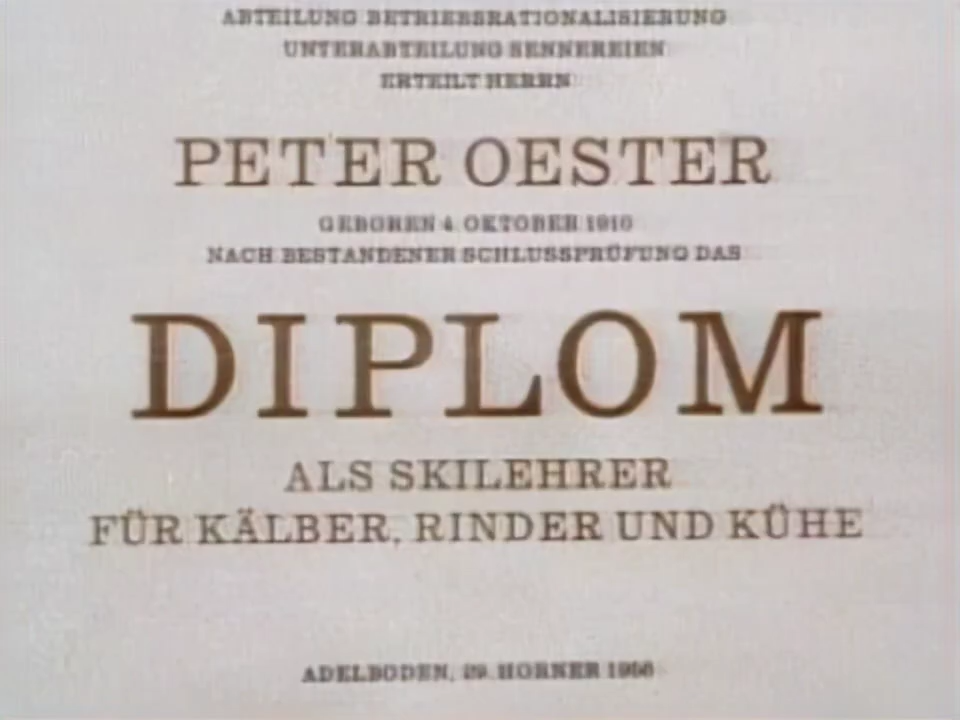 ABTEILUNG BETRIEBSRATIONALISIERUNG
UNTERABTEILUNG SENNEREIEN
ERTEILT HERRN
PETER OESTER
GEBOREN 4. OKTOBER 1910
NACH BESTANDENER SCHLUSSPRÜFUNG DAS
DIPLOM
ALS SKILEHRER
FÜR KÄLBER, RINDER UND KÜHE
ADELBODEN, 29. HORNER